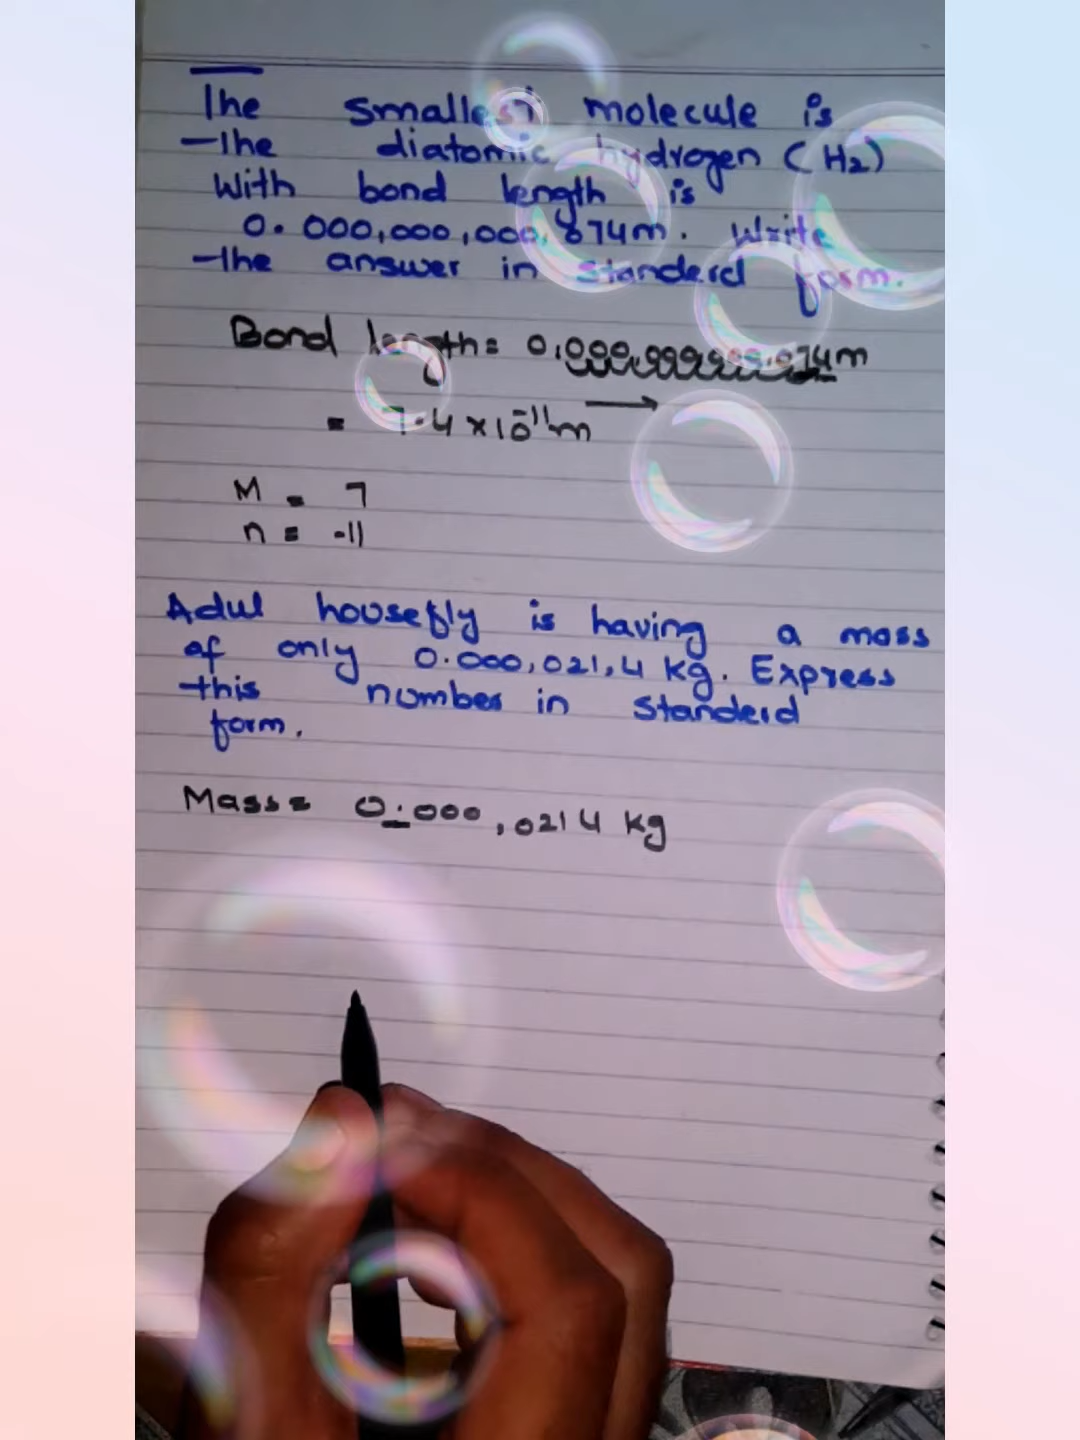 The smallest molecule is
the diatomic hydrogen (H2)
With bond length is
0.000,000,000,074m. Write
the answer in standerd form.
Bond length= 0.000,000,000,074m
= 7.4 ×10-11m
M = 7
n = -11
Adul housefly is having a mass
of only 0.000,021,4 kg. Express
this number in standerd
form.
Mass= 0.000,0214 kg